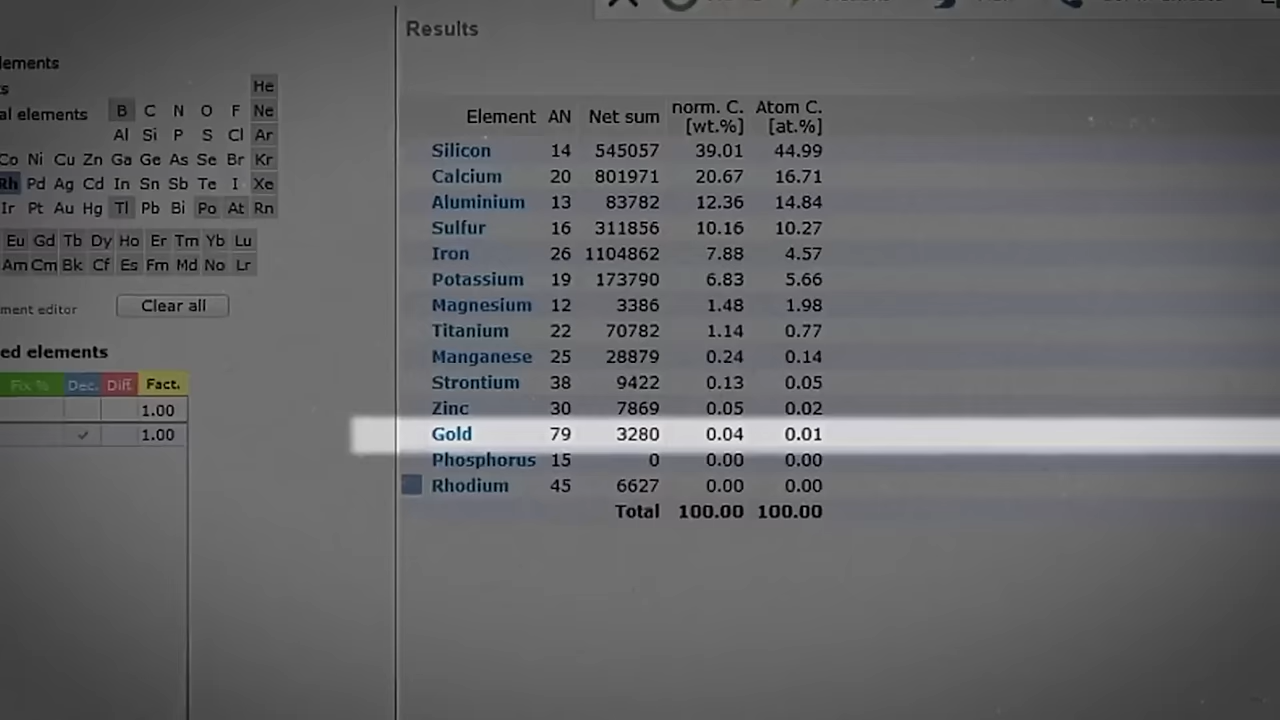 Results
lements
s
al elements
He
B C N O F Ne
Al Si P S Cl Ar
Co Ni Cu Zn Ga Ge As Se Br Kr
Rh Pd Ag Cd In Sn Sb Te I Xe
Ir Pt Au Hg Tl Pb Bi Po At Rn
Eu Gd Tb Dy Ho Er Tm Yb Lu
Am Cm Bk Cf Es Fm Md No Lr
ment editor Clear all
ed elements
Fix % Dec. Diff. Fact.
1.00
1.00
Element AN Net sum norm. C. [wt.%] Atom C. [at.%]
Silicon 14 545057 39.01 44.99
Calcium 20 801971 20.67 16.71
Aluminium 13 83782 12.36 14.84
Sulfur 16 311856 10.16 10.27
Iron 26 1104862 7.88 4.57
Potassium 19 173790 6.83 5.66
Magnesium 12 3386 1.48 1.98
Titanium 22 70782 1.14 0.77
Manganese 25 28879 0.24 0.14
Strontium 38 9422 0.13 0.05
Zinc 30 7869 0.05 0.02
Gold 79 3280 0.04 0.01
Phosphorus 15 0 0.00 0.00
Rhodium 45 6627 0.00 0.00
Total 100.00 100.00